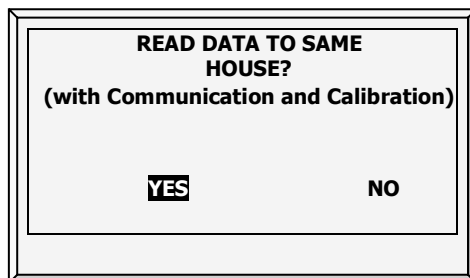 READ DATA TO SAME
HOUSE?
(with Communication and Calibration)
YES NO